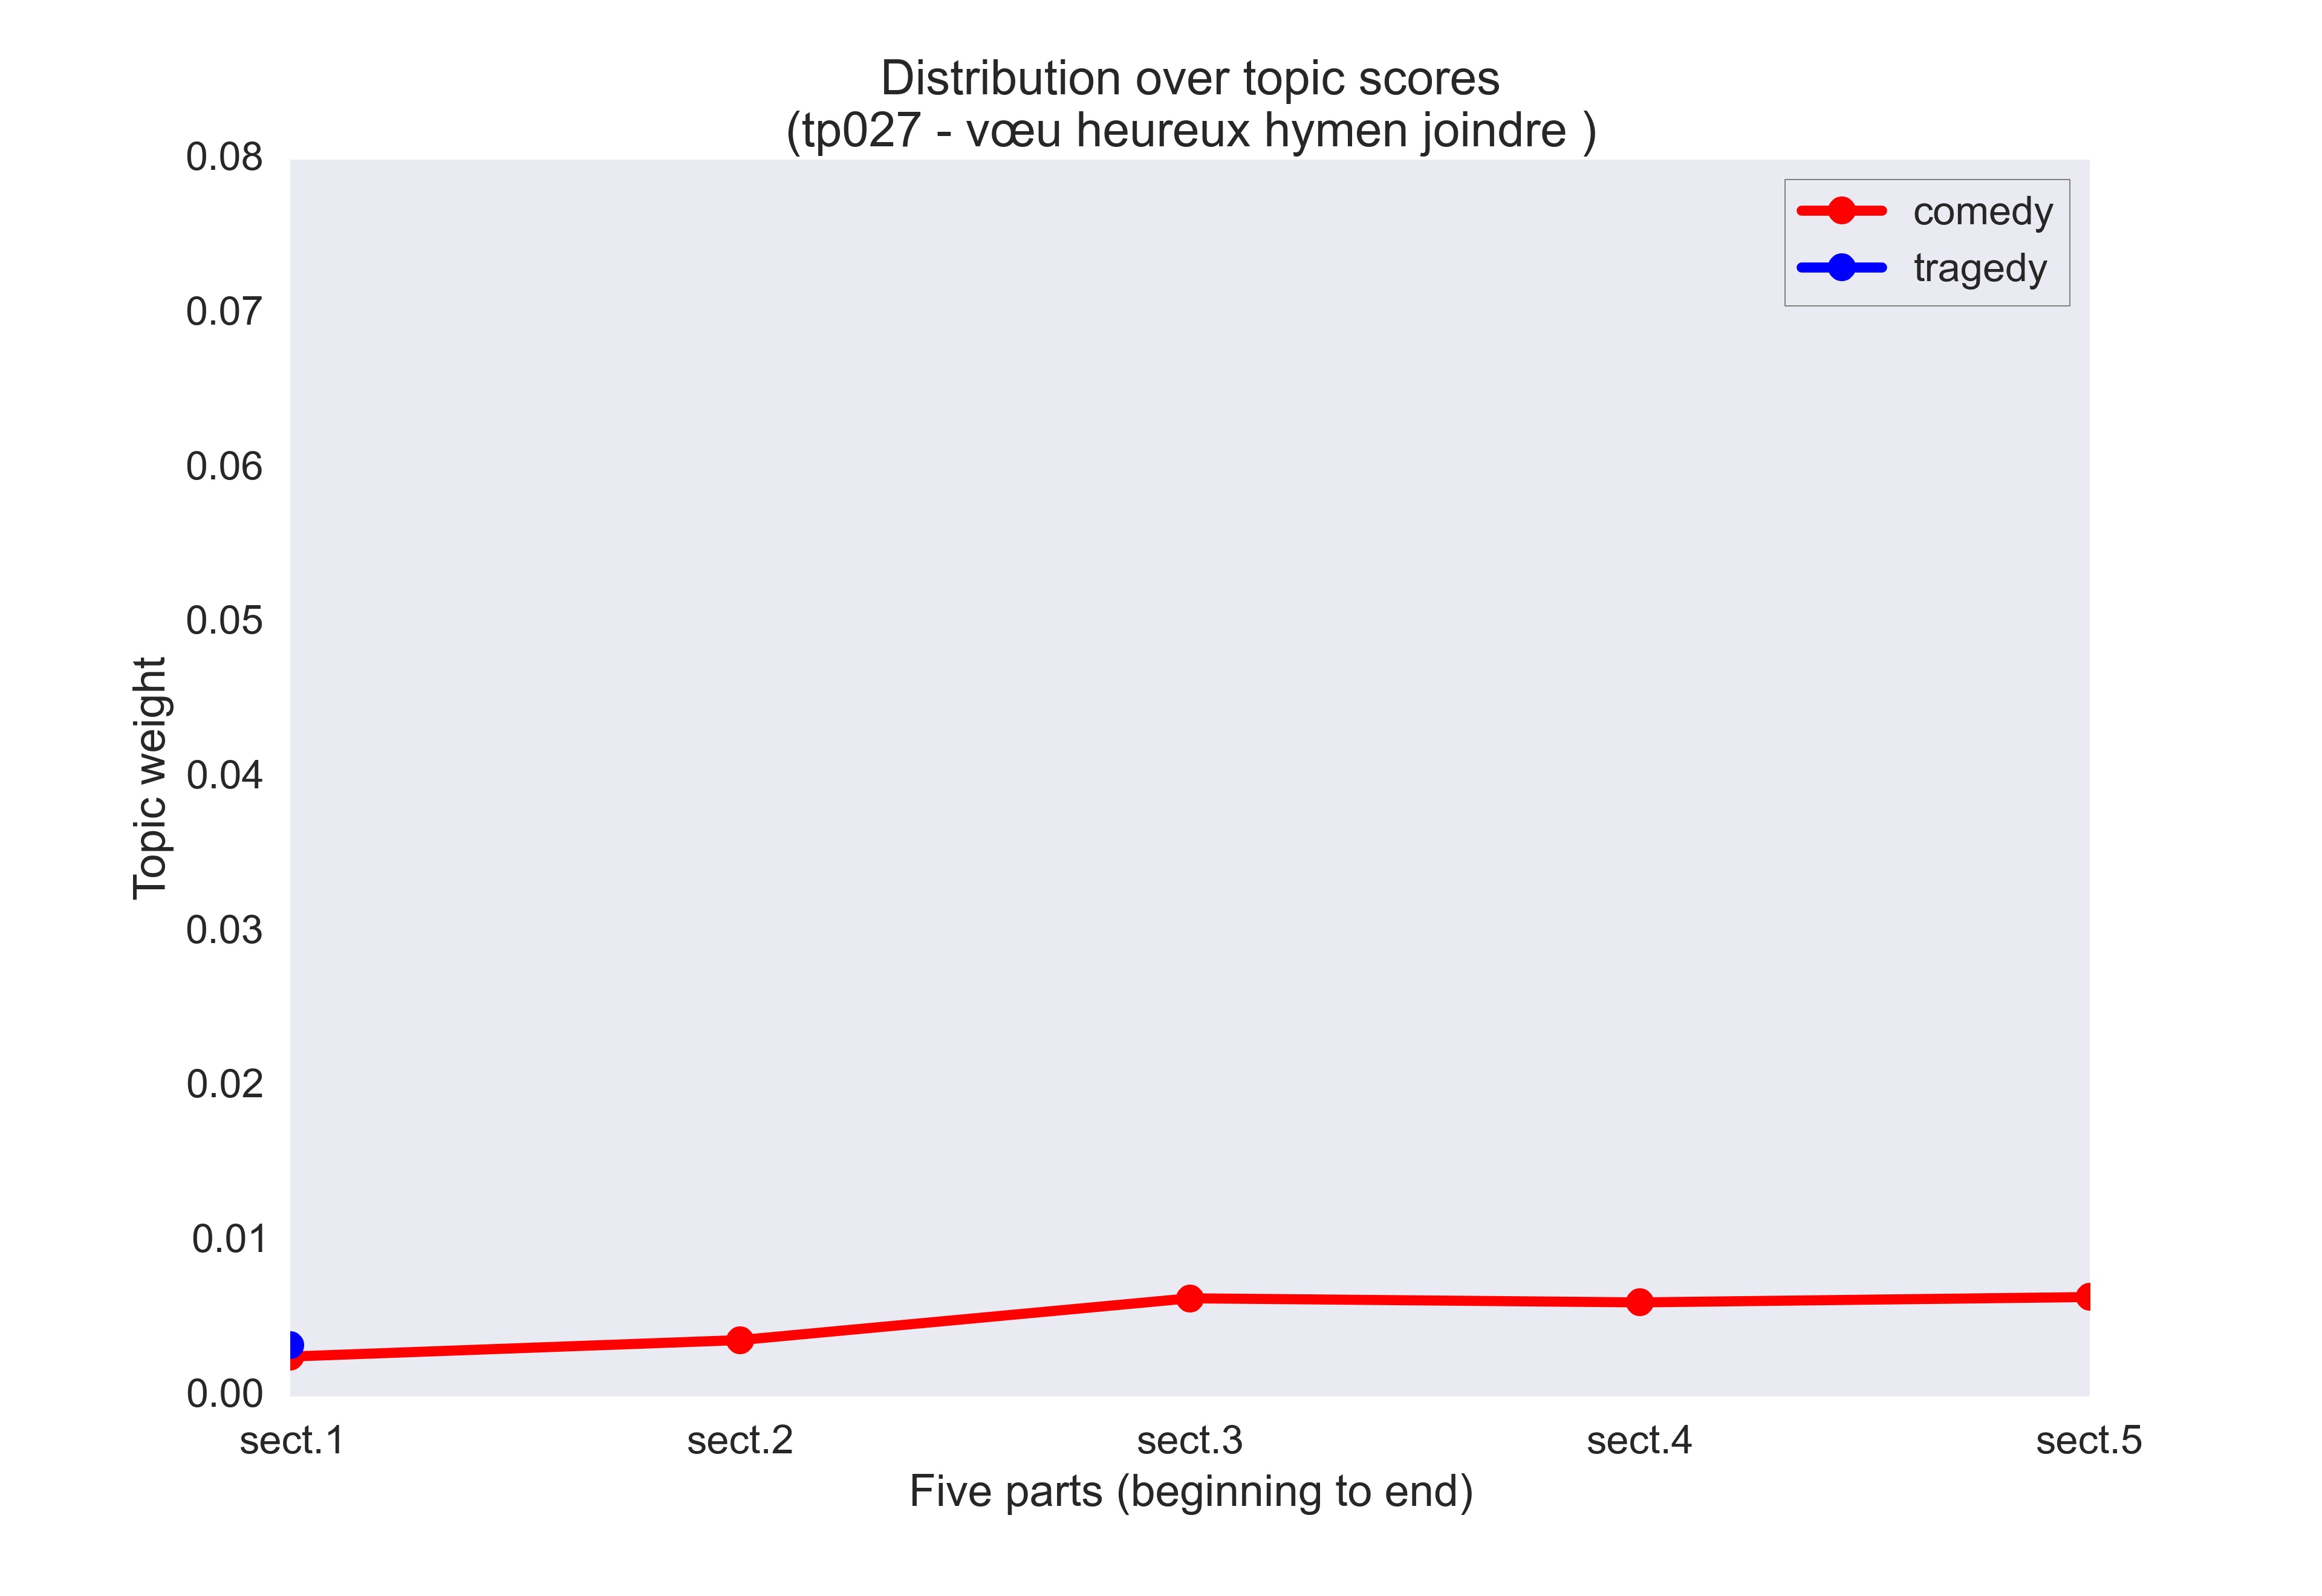 Distribution over topic scores
(tp027 - vœu heureux hymen joindre )
comedy
tragedy
Topic weight
0.08
0.07
0.06
0.05
0.04
0.03
0.02
0.01
0.00
sect.1 sect.2 sect.3 sect.4 sect.5
Five parts (beginning to end)